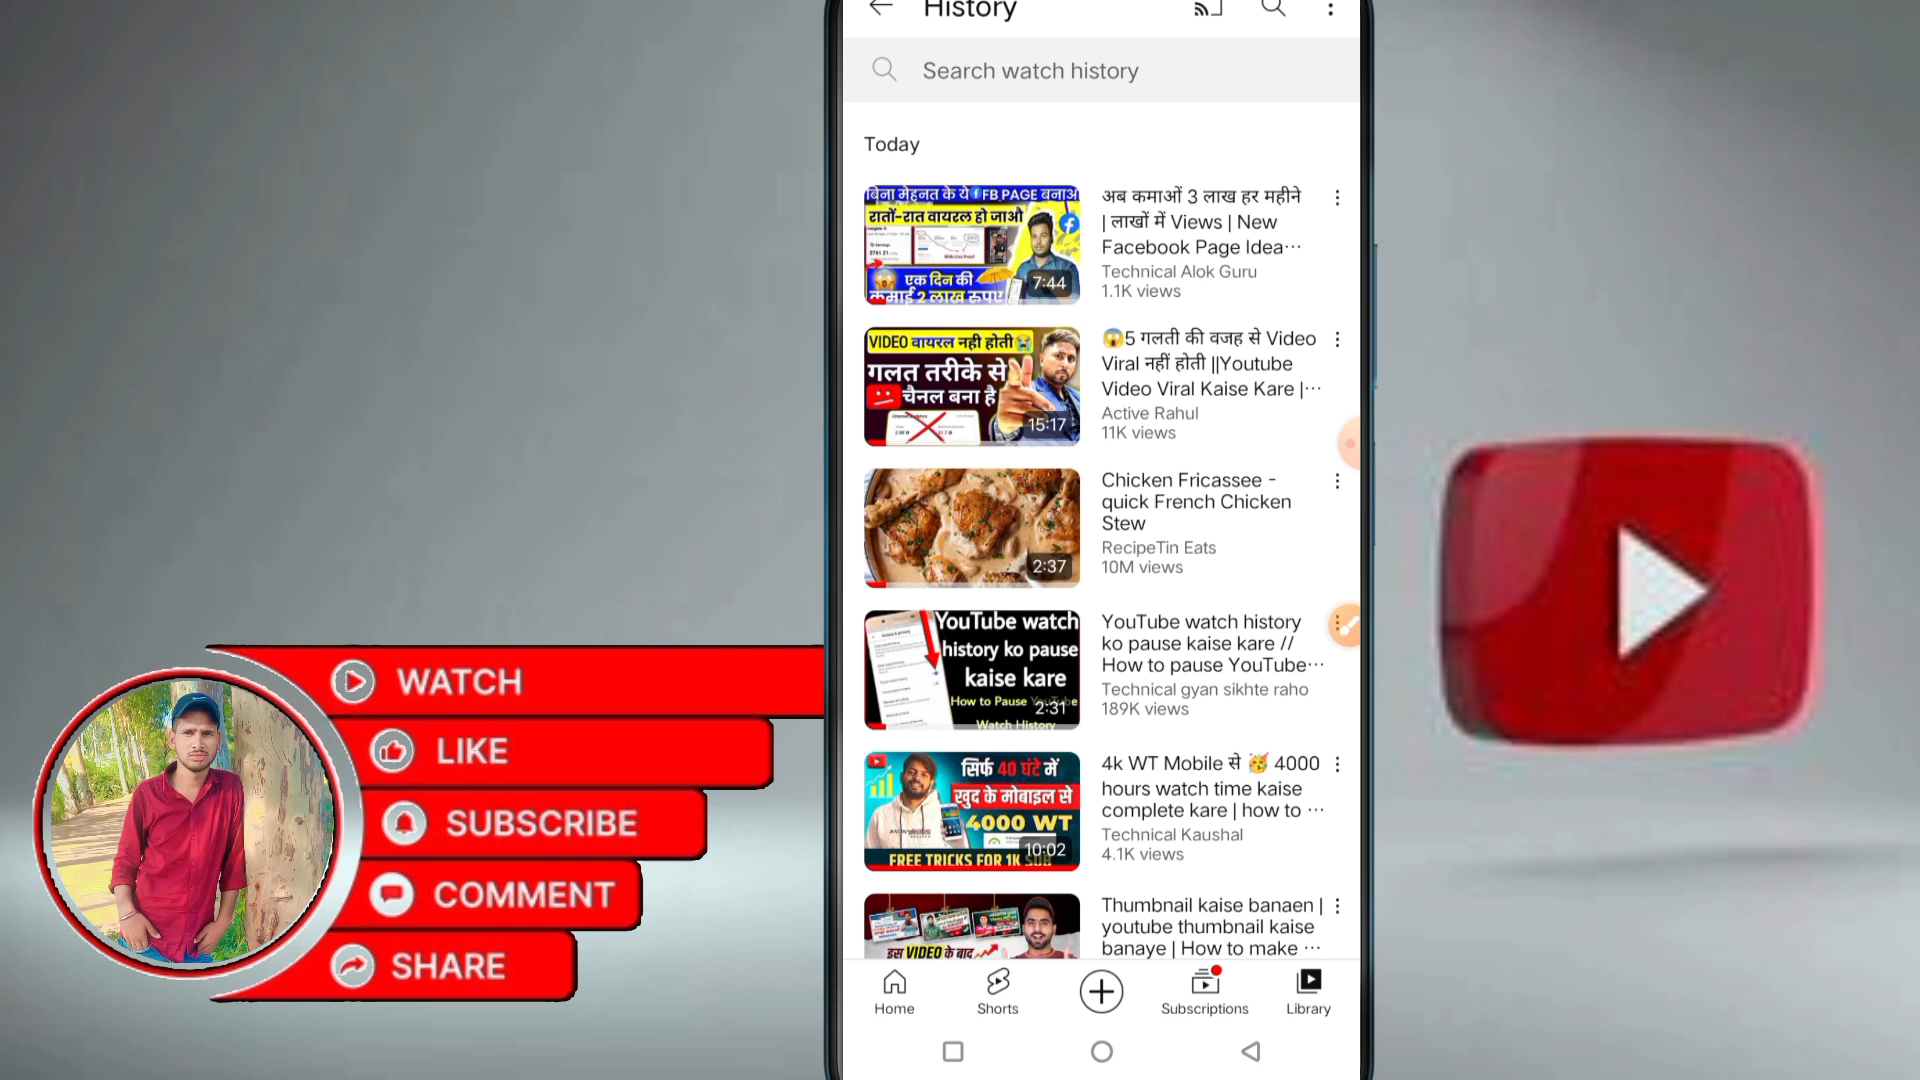 History
Search watch history
Today
बिना मेहनत के ये FB PAGE बनाओ
रातों-रात वायरल हो जाओ
एक दिन की
कमाई 2 लाख रुपए
7:44
अब कमाओं 3 लाख हर महीने
| लाखों में Views | New
Facebook Page Idea...
Technical Alok Guru
1.1K views
VIDEO वायरल नही होती
गलत तरीके से
चैनल बना है
15:17
😱5 गलती की वजह से Video
Viral नहीं होती ||Youtube
Video Viral Kaise Kare |...
Active Rahul
11K views
2:37
Chicken Fricassee -
quick French Chicken
Stew
RecipeTin Eats
10M views
YouTube watch
history ko pause
kaise kare
How to Pause YouTube
Watch History
2:31
YouTube watch history
ko pause kaise kare //
How to pause YouTube...
Technical gyan sikhte raho
189K views
सिर्फ 40 घंटे में
खुद के मोबाइल से
4000 WT
FREE TRICKS FOR 1K SUB
10:02
4k WT Mobile से 🥳 4000
hours watch time kaise
complete kare | how to ...
Technical Kaushal
4.1K views
इस VIDEO के बाद
Thumbnail kaise banaen |
youtube thumbnail kaise
banaye | How to make ...
Home
Shorts
Subscriptions
Library
WATCH
LIKE
SUBSCRIBE
COMMENT
SHARE